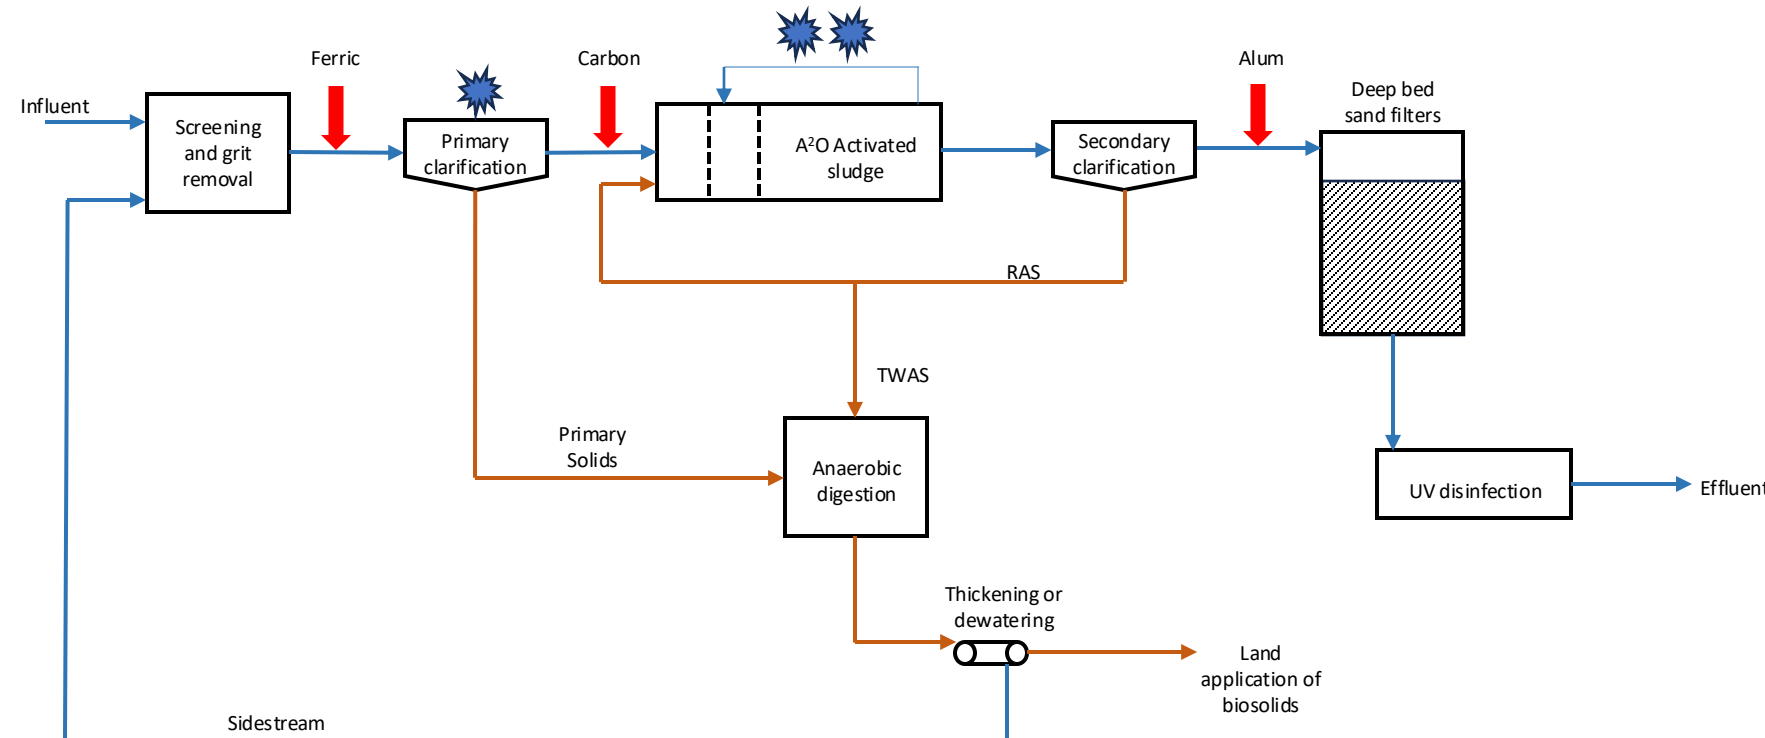 Ferric
Carbon
Alum
Influent
Screening
and grit
removal
Primary
clarification
A²O Activated
sludge
Secondary
clarification
Deep bed
sand filters
RAS
TWAS
Primary
Solids
Anaerobic
digestion
UV disinfection
Effluent
Thickening or
dewatering
Land
application of
biosolids
Sidestream